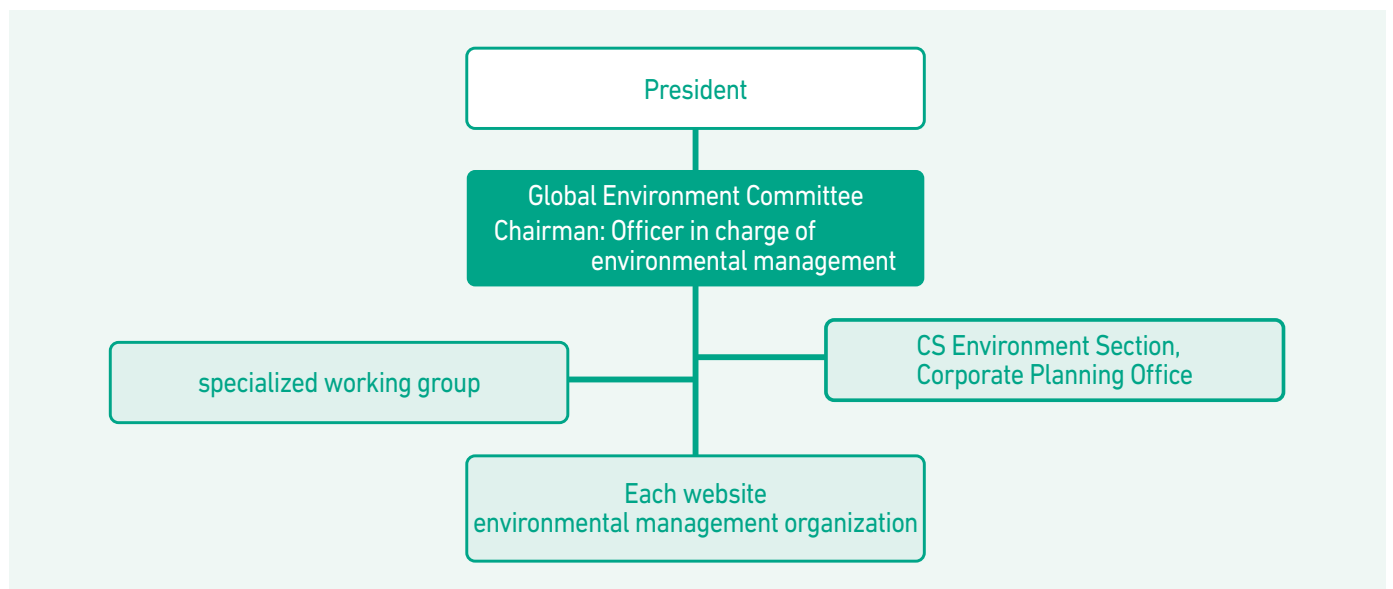 President
Global Environment Committee
Chairman: Officer in charge of
environmental management
CS Environment Section,
Corporate Planning Office
specialized working group
Each website
environmental management organization